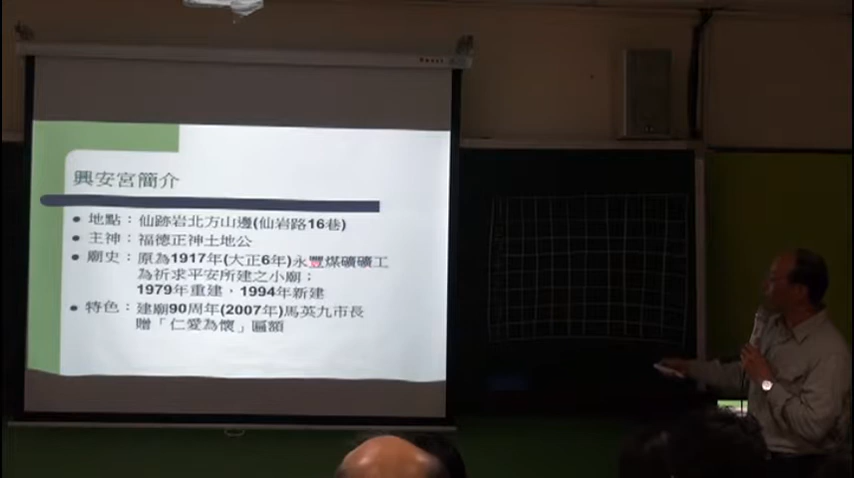 興安宮簡介
● 地點：仙跡岩北方山邊(仙岩路16巷)
● 主神：福德正神土地公
● 廟史：原為1917年(大正6年)永豐煤礦礦工
為祈求平安所建之小廟；
1979年重建，1994年新建
● 特色：建廟90周年(2007年)馬英九市長
贈「仁愛為懷」匾額